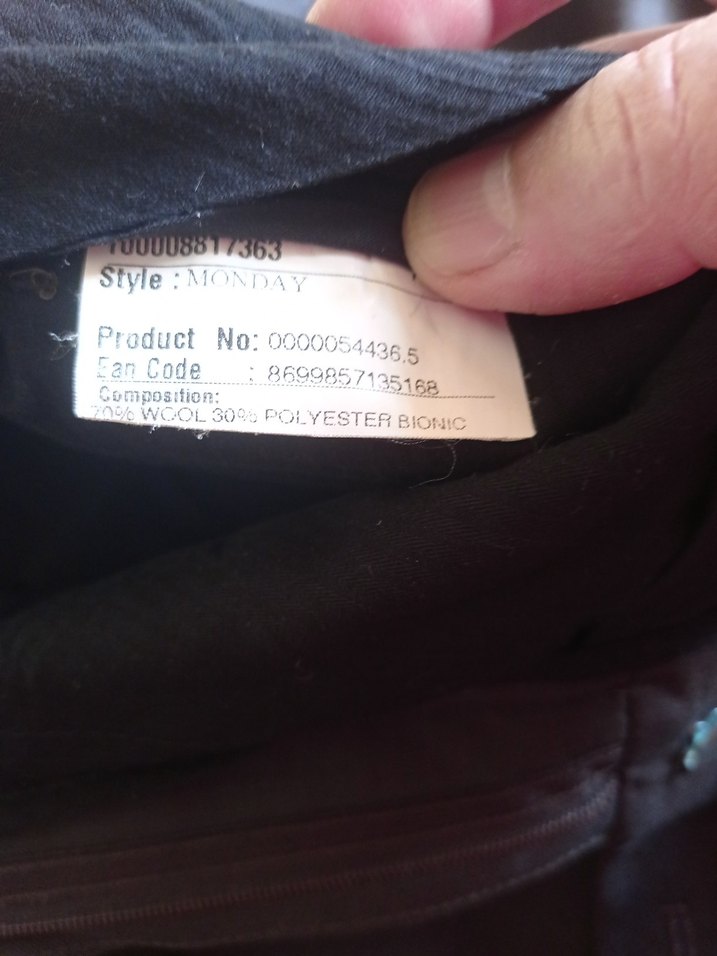 100008817363
Style : MONDAY
Product No: 0000054436.5
Ean Code : 8699857135168
Composition:
70% WOOL 30% POLYESTER BIONIC